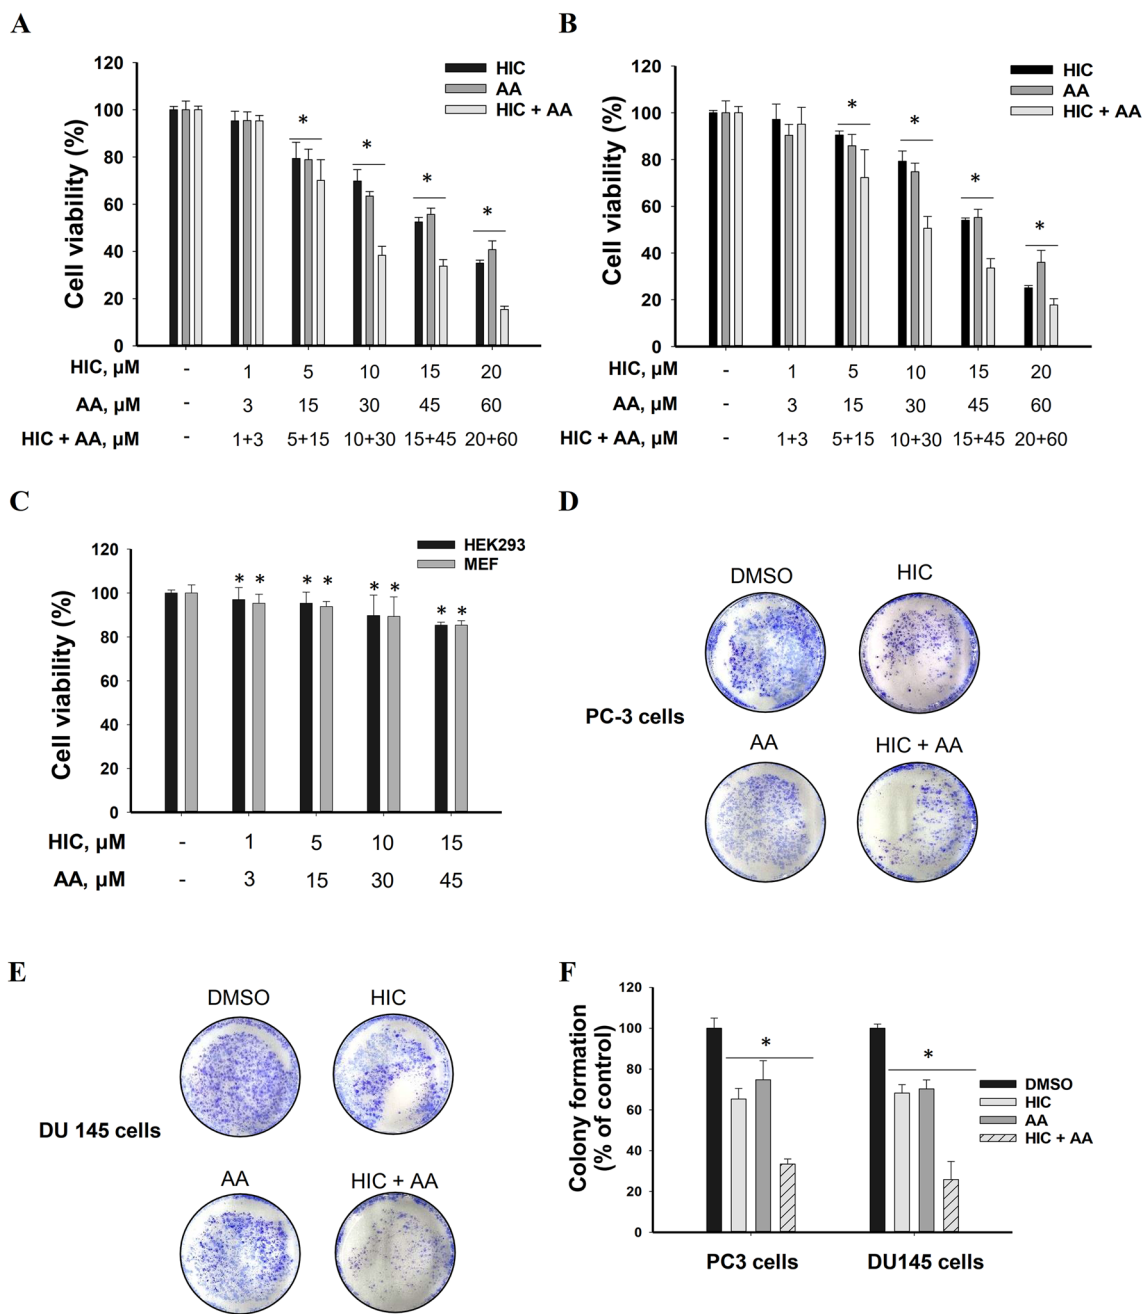 A
120
100
80
60
40
20
0
Cell viability (%)
HIC
AA
HIC + AA
* * * *
HIC, µM - 1 5 10 15 20
AA, µM - 3 15 30 45 60
HIC + AA, µM - 1+3 5+15 10+30 15+45 20+60
B
120
100
80
60
40
20
0
Cell viability (%)
HIC
AA
HIC + AA
* * * *
HIC, µM - 1 5 10 15 20
AA, µM - 3 15 30 45 60
HIC + AA, µM - 1+3 5+15 10+30 15+45 20+60
C
120
100
80
60
40
20
0
Cell viability (%)
HEK293
MEF
* * * * * * * *
HIC, µM - 1 5 10 15
AA, µM - 3 15 30 45
D
DMSO HIC
PC-3 cells
AA HIC + AA
E
DMSO HIC
DU 145 cells
AA HIC + AA
F
120
100
80
60
40
20
0
Colony formation
(% of control)
* *
DMSO
HIC
AA
HIC + AA
PC3 cells DU145 cells